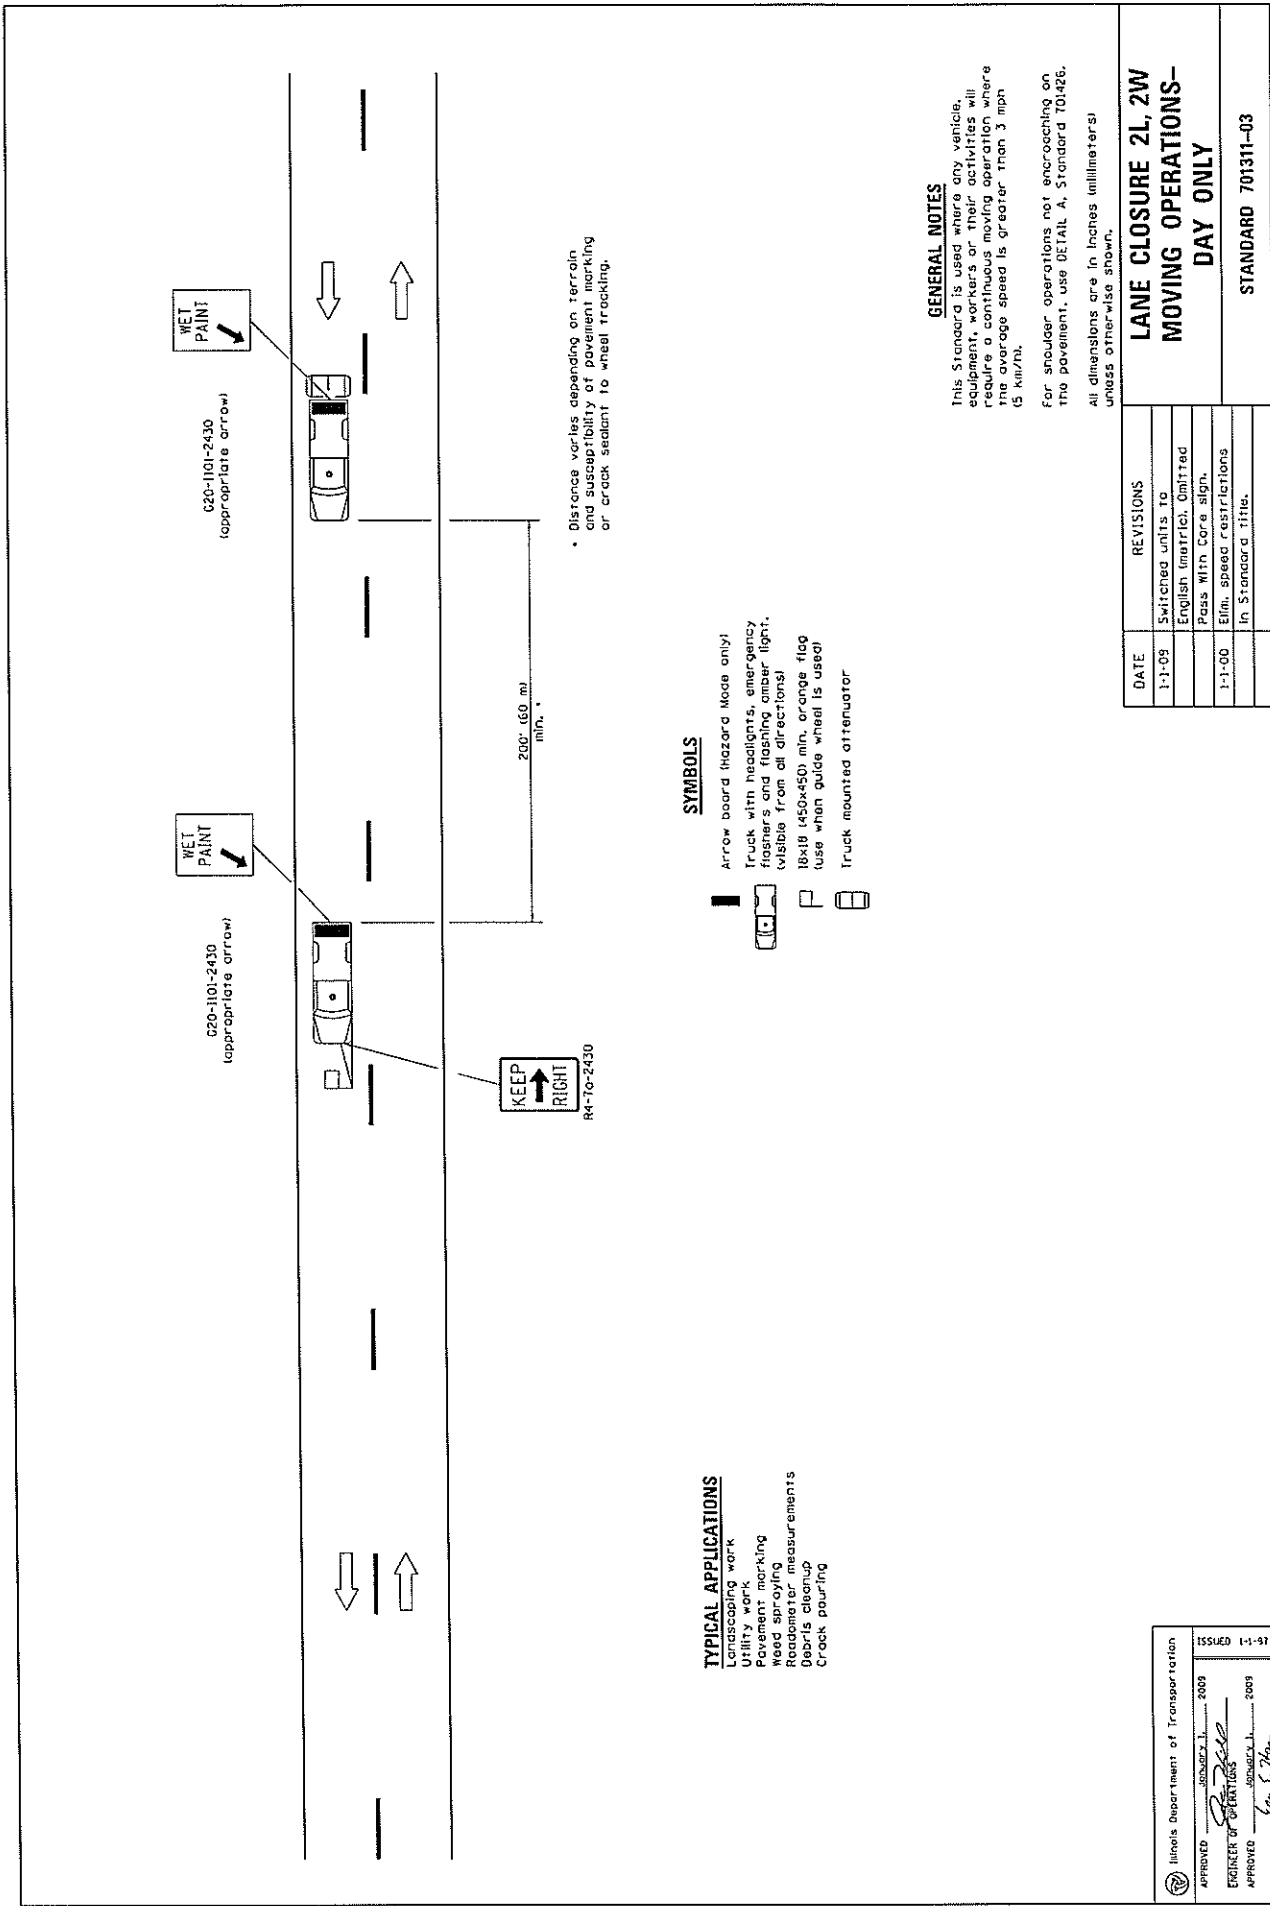 WET
PAINT
G20-1101-2430
(appropriate arrow)
WET
PAINT
G20-1101-2430
(appropriate arrow)
KEEP
RIGHT
R4-7a-2430
200' (60 m)
min. *
* Distance varies depending on terrain
and susceptibility of pavement marking
or crack sealant to wheel tracking.
TYPICAL APPLICATIONS
Landscaping work
Utility work
Pavement marking
Weed spraying
Roadometer measurements
Debris cleanup
Crack pouring
SYMBOLS
Arrow board (Hazard Mode only)
Truck with headlights, emergency
flashers and flashing amber light.
(visible from all directions)
18x18 (450x450) min. orange flag
(use when guide wheel is used)
Truck mounted attenuator
GENERAL NOTES
This Standard is used where any vehicle,
equipment, workers or their activities will
require a continuous moving operation where
the average speed is greater than 3 mph
(5 km/h).
For shoulder operations not encroaching on
the pavement, use DETAIL A, Standard 701426.
All dimensions are in inches (millimeters)
unless otherwise shown.
Illinois Department of Transportation
APPROVED January 1, 2009
ENGINEER OF OPERATIONS
APPROVED January 1, 2009
ISSUED 1-1-97
DATE REVISIONS
1-1-09 Switched units to
English (metric). Omitted
Pass With Care sign.
1-1-00 Elim. speed restrictions
in Standard title.
LANE CLOSURE 2L, 2W
MOVING OPERATIONS–
DAY ONLY
STANDARD 701311–03